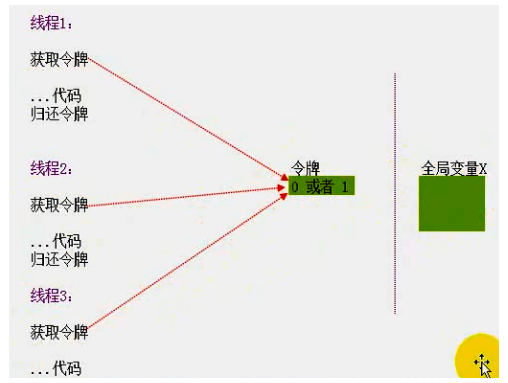 线程1:
获取令牌
...代码
归还令牌
令牌
0 或者 1
全局变量X
线程2:
获取令牌
...代码
归还令牌
线程3:
获取令牌
...代码